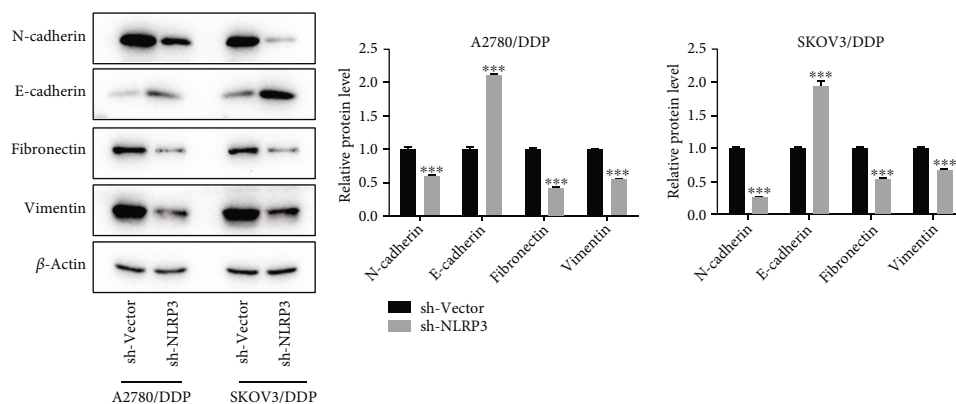 N-cadherin
E-cadherin
Fibronectin
Vimentin
β-Actin
sh-Vector
sh-NLRP3
sh-Vector
sh-NLRP3
A2780/DDP
SKOV3/DDP
A2780/DDP
Relative protein level
2.5
2.0
1.5
1.0
0.5
0.0
***
***
***
***
N-cadherin
E-cadherin
Fibronectin
Vimentin
sh-Vector
sh-NLRP3
SKOV3/DDP
Relative protein level
2.5
2.0
1.5
1.0
0.5
0.0
***
***
***
***
N-cadherin
E-cadherin
Fibronectin
Vimentin